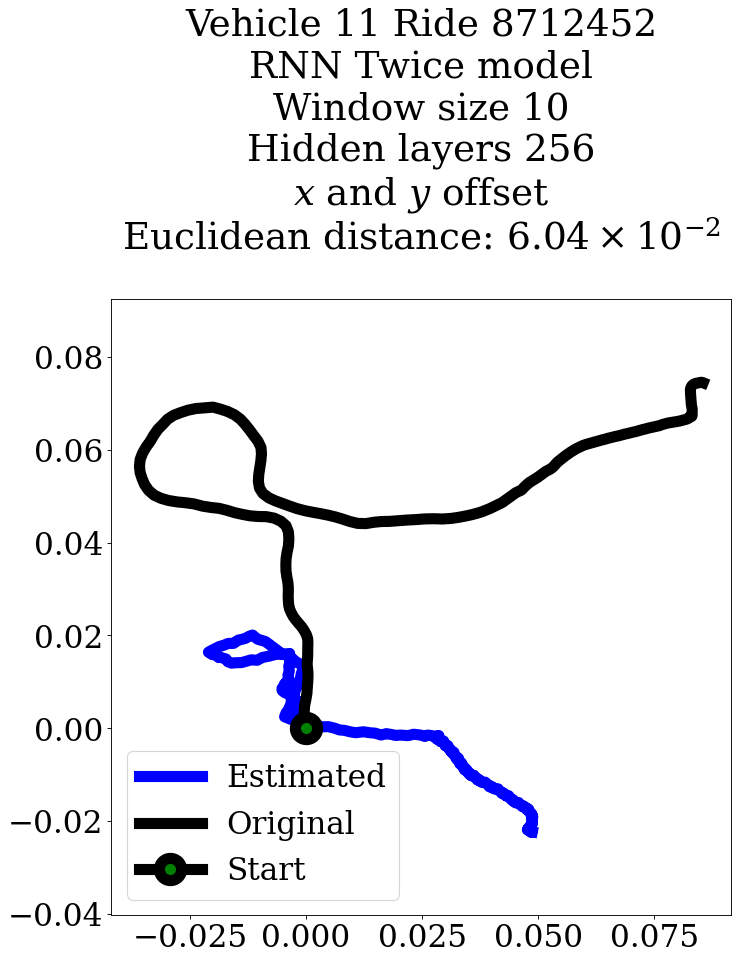 Vehicle 11 Ride 8712452
RNN Twice model
Window size 10
Hidden layers 256
x and y offset
Euclidean distance: 6.04 × 10⁻²
0.08
0.06
0.04
0.02
0.00
−0.02
−0.04
Estimated
Original
Start
−0.025 0.000 0.025 0.050 0.075